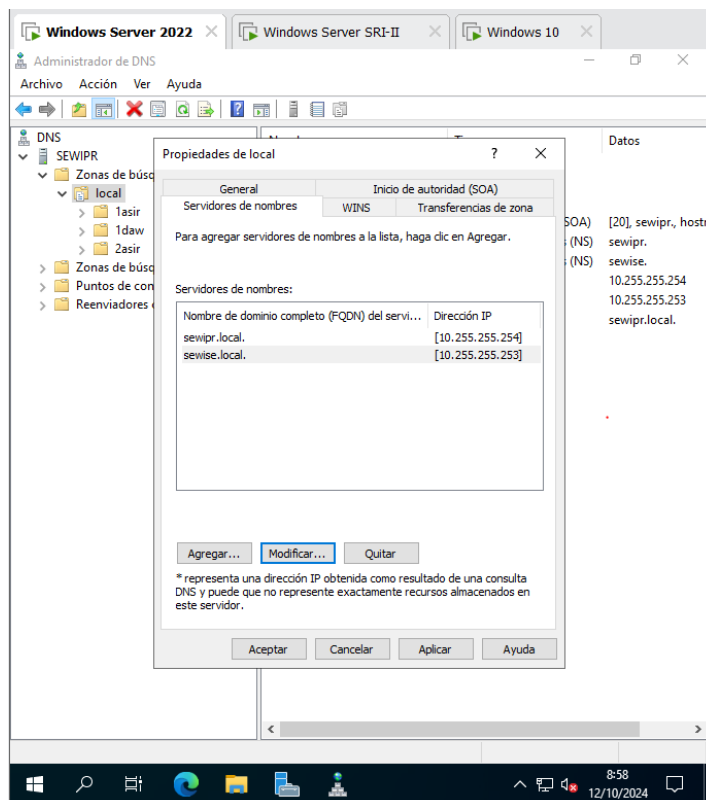 Windows Server 2022
Windows Server SRI-II
Windows 10
Administrador de DNS
Archivo Acción Ver Ayuda
DNS
SEWIPR
Zonas de búsq
local
1asir
1daw
2asir
Zonas de búsq
Puntos de con
Reenviadores
Datos
SOA) [20], sewipr., hostr
(NS) sewipr.
(NS) sewise.
10.255.255.254
10.255.255.253
sewipr.local.
Propiedades de local
?
General Inicio de autoridad (SOA)
Servidores de nombres WINS Transferencias de zona
Para agregar servidores de nombres a la lista, haga clic en Agregar.
Servidores de nombres:
Nombre de dominio completo (FQDN) del servi... Dirección IP
sewipr.local. [10.255.255.254]
sewise.local. [10.255.255.253]
Agregar... Modificar... Quitar
* representa una dirección IP obtenida como resultado de una consulta
DNS y puede que no represente exactamente recursos almacenados en
este servidor.
Aceptar Cancelar Aplicar Ayuda
8:58
12/10/2024